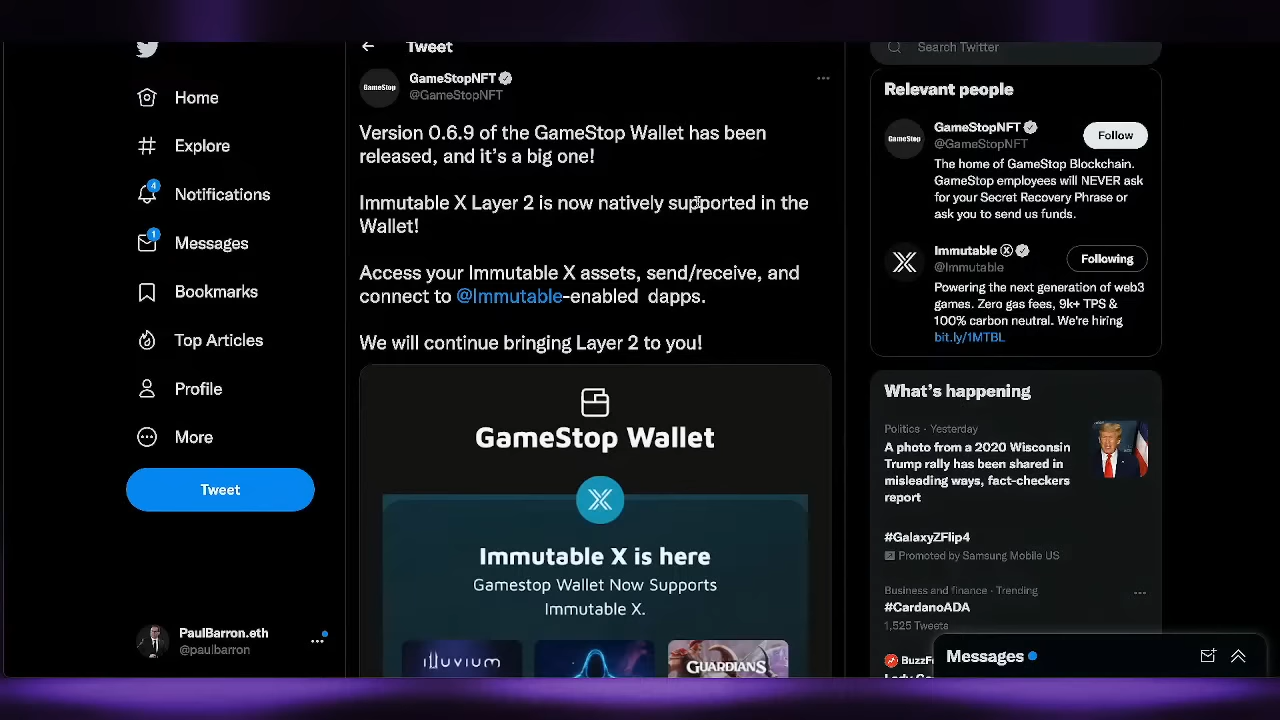 Home
Explore
4
Notifications
1
Messages
Bookmarks
Top Articles
Profile
More
Tweet
PaulBarron.eth
@paulbarron
Tweet
GameStop
GameStopNFT
@GameStopNFT
Version 0.6.9 of the GameStop Wallet has been
released, and it's a big one!
Immutable X Layer 2 is now natively supported in the
Wallet!
Access your Immutable X assets, send/receive, and
connect to @Immutable-enabled dapps.
We will continue bringing Layer 2 to you!
GameStop Wallet
Immutable X is here
Gamestop Wallet Now Supports
Immutable X.
illuvium
GUARDIANS
Search Twitter
Relevant people
GameStop
GameStopNFT
@GameStopNFT
Follow
The home of GameStop Blockchain.
GameStop employees will NEVER ask
for your Secret Recovery Phrase or
ask you to send us funds.
Immutable Ⓧ
@Immutable
Following
Powering the next generation of web3
games. Zero gas fees, 9k+ TPS &
100% carbon neutral. We're hiring
bit.ly/1MTBL
What's happening
Politics · Yesterday
A photo from a 2020 Wisconsin
Trump rally has been shared in
misleading ways, fact-checkers
report
#GalaxyZFlip4
Promoted by Samsung Mobile US
Business and finance · Trending
#CardanoADA
1,525 Tweets
Messages